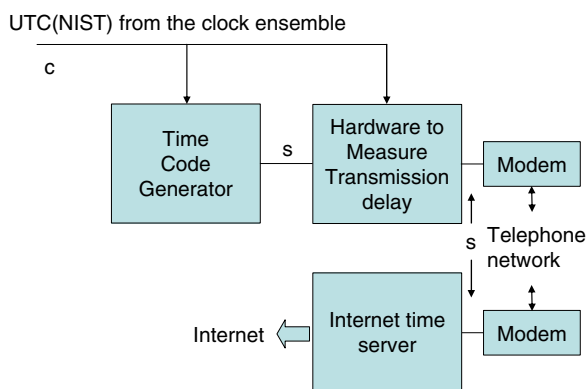 UTC(NIST) from the clock ensemble
c
Time
Code
Generator
s
Hardware to
Measure
Transmission
delay
Modem
s
Telephone
network
Internet
Internet time
server
Modem